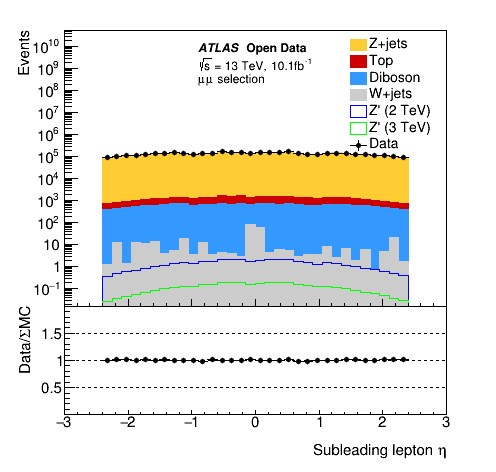 Events
ATLAS Open Data
√s = 13 TeV, 10.1fb⁻¹
μμ selection
Z+jets
Top
Diboson
W+jets
Z' (2 TeV)
Z' (3 TeV)
Data
10¹⁰
10⁹
10⁸
10⁷
10⁶
10⁵
10⁴
10³
10²
10
1
10⁻¹
Data/ΣMC
1.5
1
0.5
−3 −2 −1 0 1 2 3
Subleading lepton η